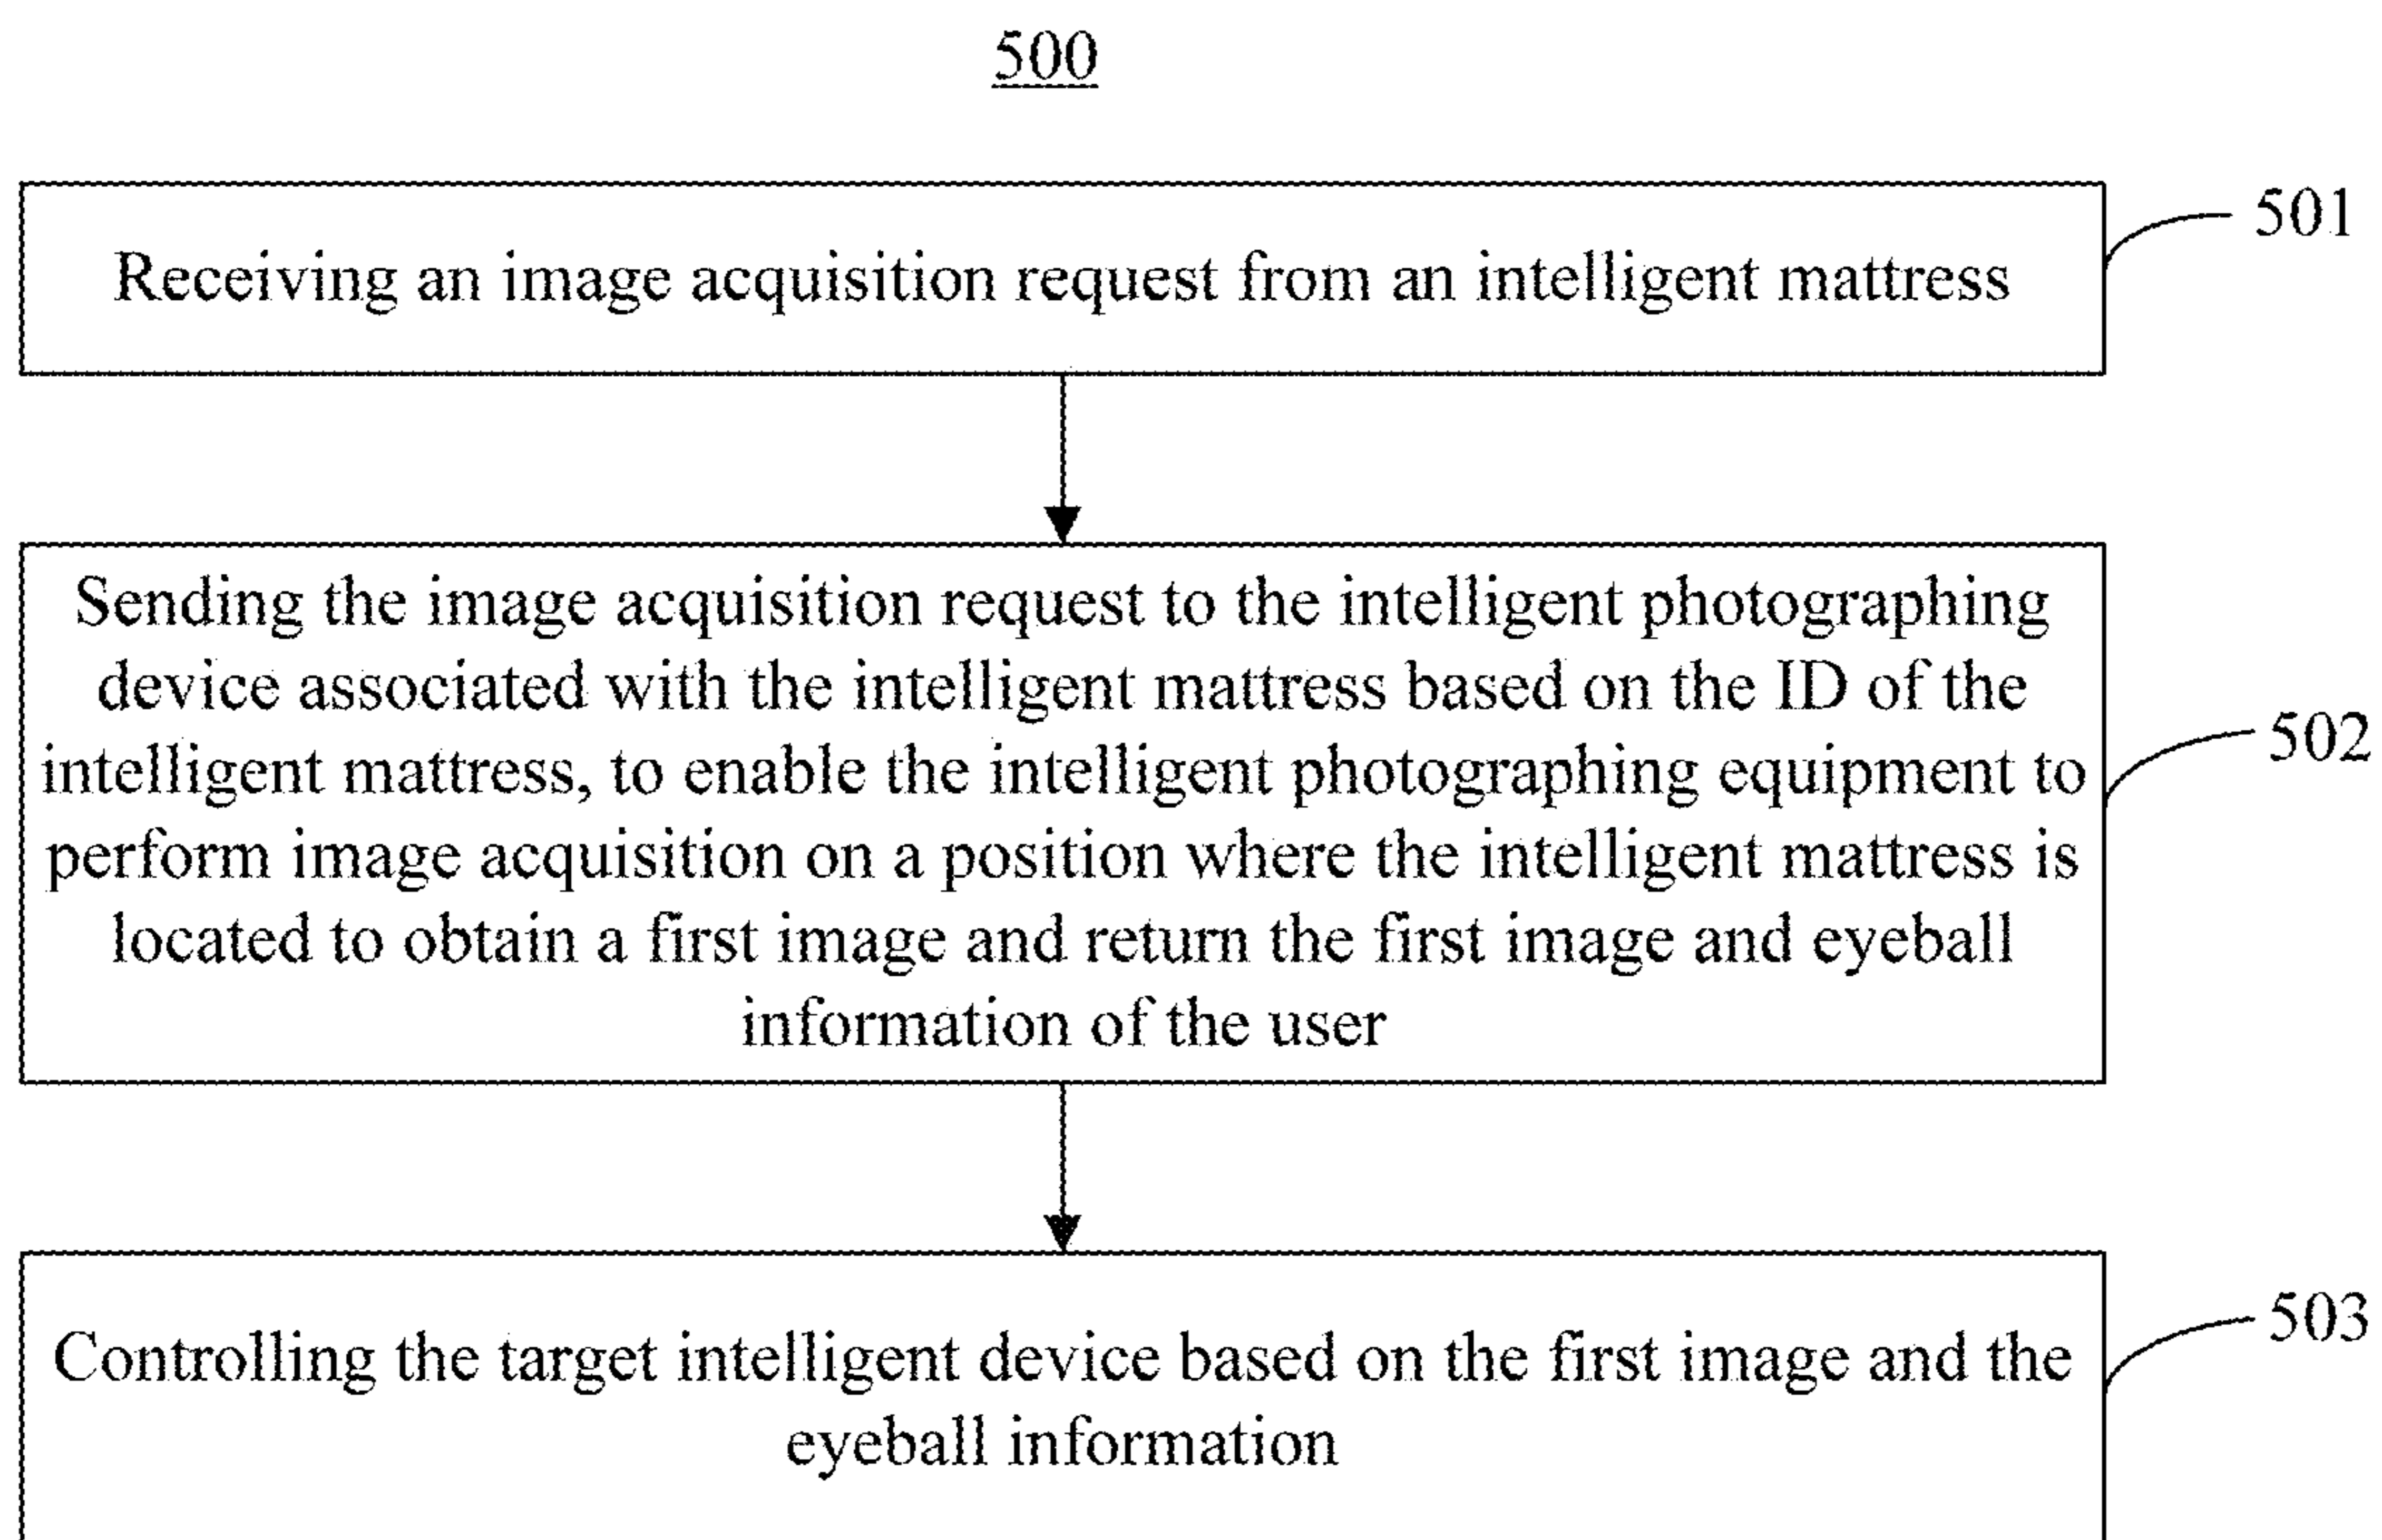 500
Receiving an image acquisition request from an intelligent mattress
501
Sending the image acquisition request to the intelligent photographing
device associated with the intelligent mattress based on the ID of the
intelligent mattress, to enable the intelligent photographing equipment to
perform image acquisition on a position where the intelligent mattress is
located to obtain a first image and return the first image and eyeball
information of the user
502
Controlling the target intelligent device based on the first image and the
eyeball information
503